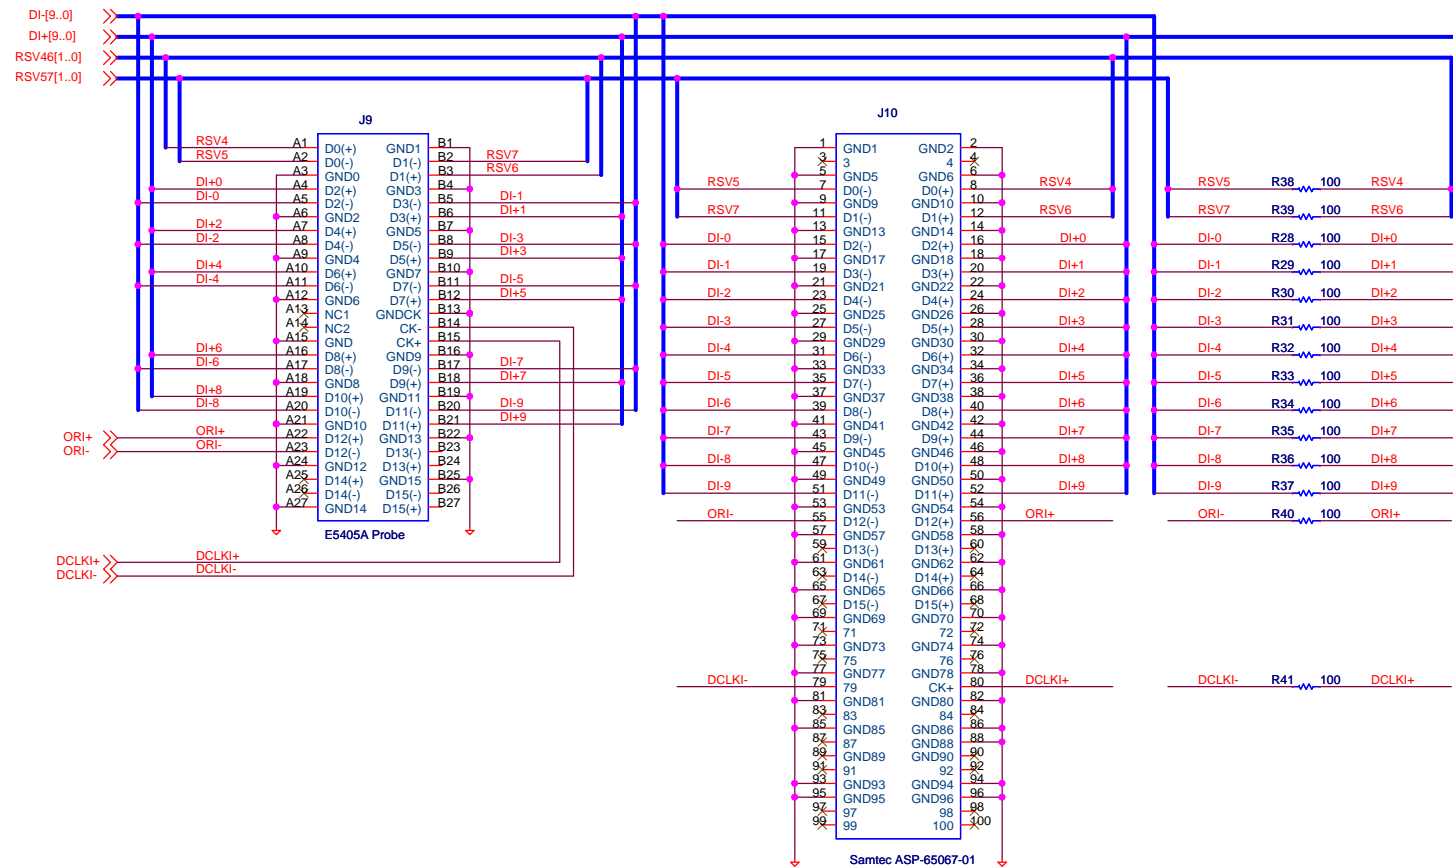 DI-[9..0]
DI+[9..0]
RSV46[1..0]
RSV57[1..0]
J9
RSV4 A1 D0(+) GND1 B1
RSV5 A2 D0(-) D1(-) B2 RSV7
A3 GND0 D1(+) B3 RSV6
DI+0 A4 D2(+) GND3 B4
DI-0 A5 D2(-) D3(-) B5 DI-1
A6 GND2 D3(+) B6 DI+1
DI+2 A7 D4(+) GND5 B7
DI-2 A8 D4(-) D5(-) B8 DI-3
A9 GND4 D5(+) B9 DI+3
DI+4 A10 D6(+) GND7 B10
DI-4 A11 D6(-) D7(-) B11 DI-5
A12 GND6 D7(+) B12 DI+5
A13 NC1 GNDCK B13
A14 NC2 CK- B14
A15 GND CK+ B15
DI+6 A16 D8(+) GND9 B16
DI-6 A17 D8(-) D9(-) B17 DI-7
A18 GND8 D9(+) B18 DI+7
DI+8 A19 D10(+) GND11 B19
DI-8 A20 D10(-) D11(-) B20 DI-9
A21 GND10 D11(+) B21 DI+9
ORI+ ORI+ A22 D12(+) GND13 B22
ORI- ORI- A23 D12(-) D13(-) B23
A24 GND12 D13(+) B24
A25 D14(+) GND15 B25
A26 D14(-) D15(-) B26
A27 GND14 D15(+) B27
E5405A Probe
DCLKI+ DCLKI+
DCLKI- DCLKI-
J10
1 GND1 GND2 2
3 3 4 4
5 GND5 GND6 6
RSV5 7 D0(-) D0(+) 8 RSV4
9 GND9 GND10 10
RSV7 11 D1(-) D1(+) 12 RSV6
13 GND13 GND14 14
DI-0 15 D2(-) D2(+) 16 DI+0
17 GND17 GND18 18
DI-1 19 D3(-) D3(+) 20 DI+1
21 GND21 GND22 22
DI-2 23 D4(-) D4(+) 24 DI+2
25 GND25 GND26 26
DI-3 27 D5(-) D5(+) 28 DI+3
29 GND29 GND30 30
DI-4 31 D6(-) D6(+) 32 DI+4
33 GND33 GND34 34
DI-5 35 D7(-) D7(+) 36 DI+5
37 GND37 GND38 38
DI-6 39 D8(-) D8(+) 40 DI+6
41 GND41 GND42 42
DI-7 43 D9(-) D9(+) 44 DI+7
45 GND45 GND46 46
DI-8 47 D10(-) D10(+) 48 DI+8
49 GND49 GND50 50
DI-9 51 D11(-) D11(+) 52 DI+9
53 GND53 GND54 54
ORI- 55 D12(-) D12(+) 56 ORI+
57 GND57 GND58 58
59 D13(-) D13(+) 60
61 GND61 GND62 62
63 D14(-) D14(+) 64
65 GND65 GND66 66
67 D15(-) D15(+) 68
69 GND69 GND70 70
71 71 72 72
73 GND73 GND74 74
75 75 76 76
77 GND77 GND78 78
DCLKI- 79 79 CK+ 80 DCLKI+
81 GND81 GND80 82
83 83 84 84
85 GND85 GND86 86
87 87 GND88 88
89 GND89 GND90 90
91 91 92 92
93 GND93 GND94 94
95 GND95 GND96 96
97 97 98 98
99 99 100 100
Samtec ASP-65067-01
RSV5 R38 100 RSV4
RSV7 R39 100 RSV6
DI-0 R28 100 DI+0
DI-1 R29 100 DI+1
DI-2 R30 100 DI+2
DI-3 R31 100 DI+3
DI-4 R32 100 DI+4
DI-5 R33 100 DI+5
DI-6 R34 100 DI+6
DI-7 R35 100 DI+7
DI-8 R36 100 DI+8
DI-9 R37 100 DI+9
ORI- R40 100 ORI+
DCLKI- R41 100 DCLKI+